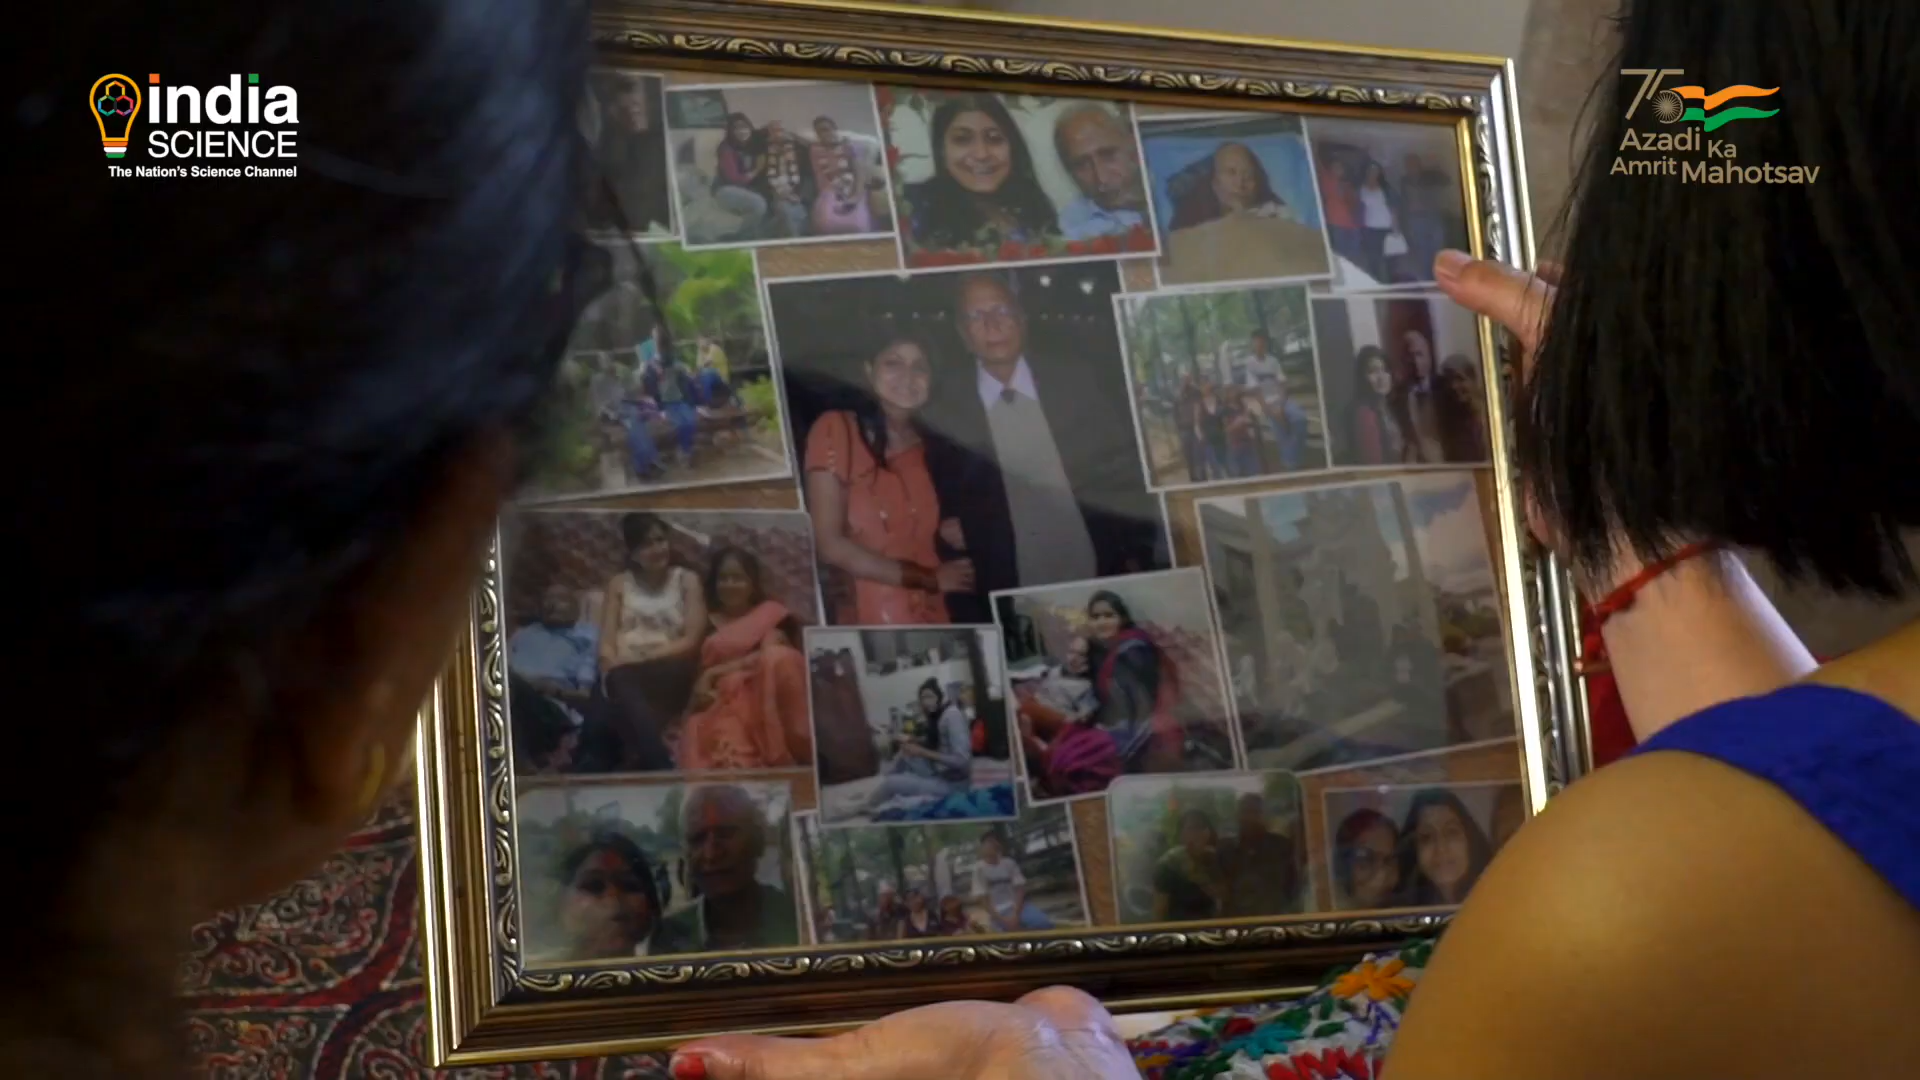 india
SCIENCE
The Nation's Science Channel
75
Azadi Ka
Amrit Mahotsav